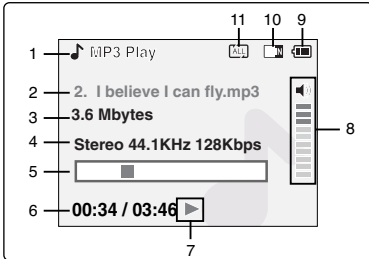 11 10 9
1 MP3 Play ALL N
2 2. I believe I can fly.mp3
3 3.6 Mbytes
8
4 Stereo 44.1KHz 128Kbps
5
6 00:34 / 03:46
7